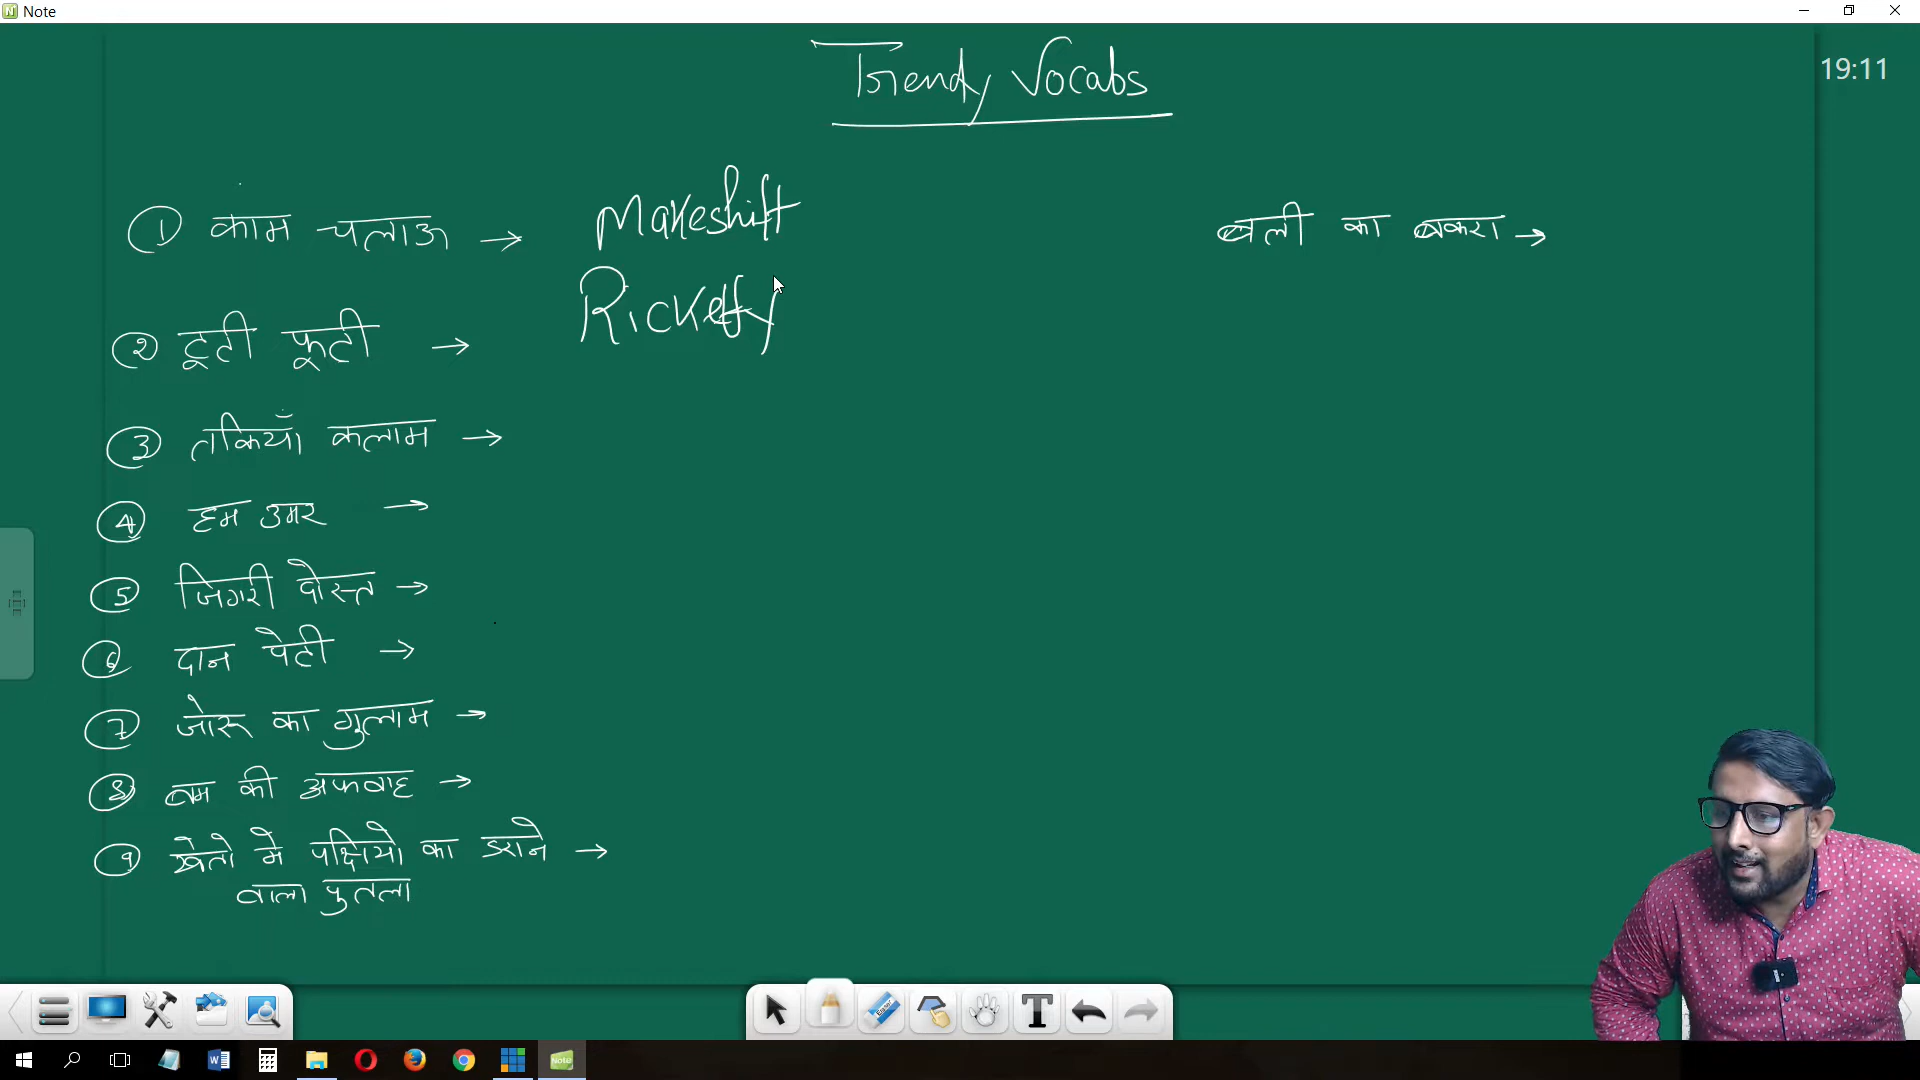 Note
Trendy Vocabs
19:11
① काम चलाऊ → Makeshift
बली का बकरा →
② टूटी फूटी → Rickety
③ तकियाँ कलाम →
④ हम उमर →
⑤ जिगरी दोस्त →
⑥ दान पेटी →
⑦ जोरू का गुलाम →
⑧ बम की अफवाह →
⑨ खेतो मे पक्षियो का डराने →
वाला पुतला